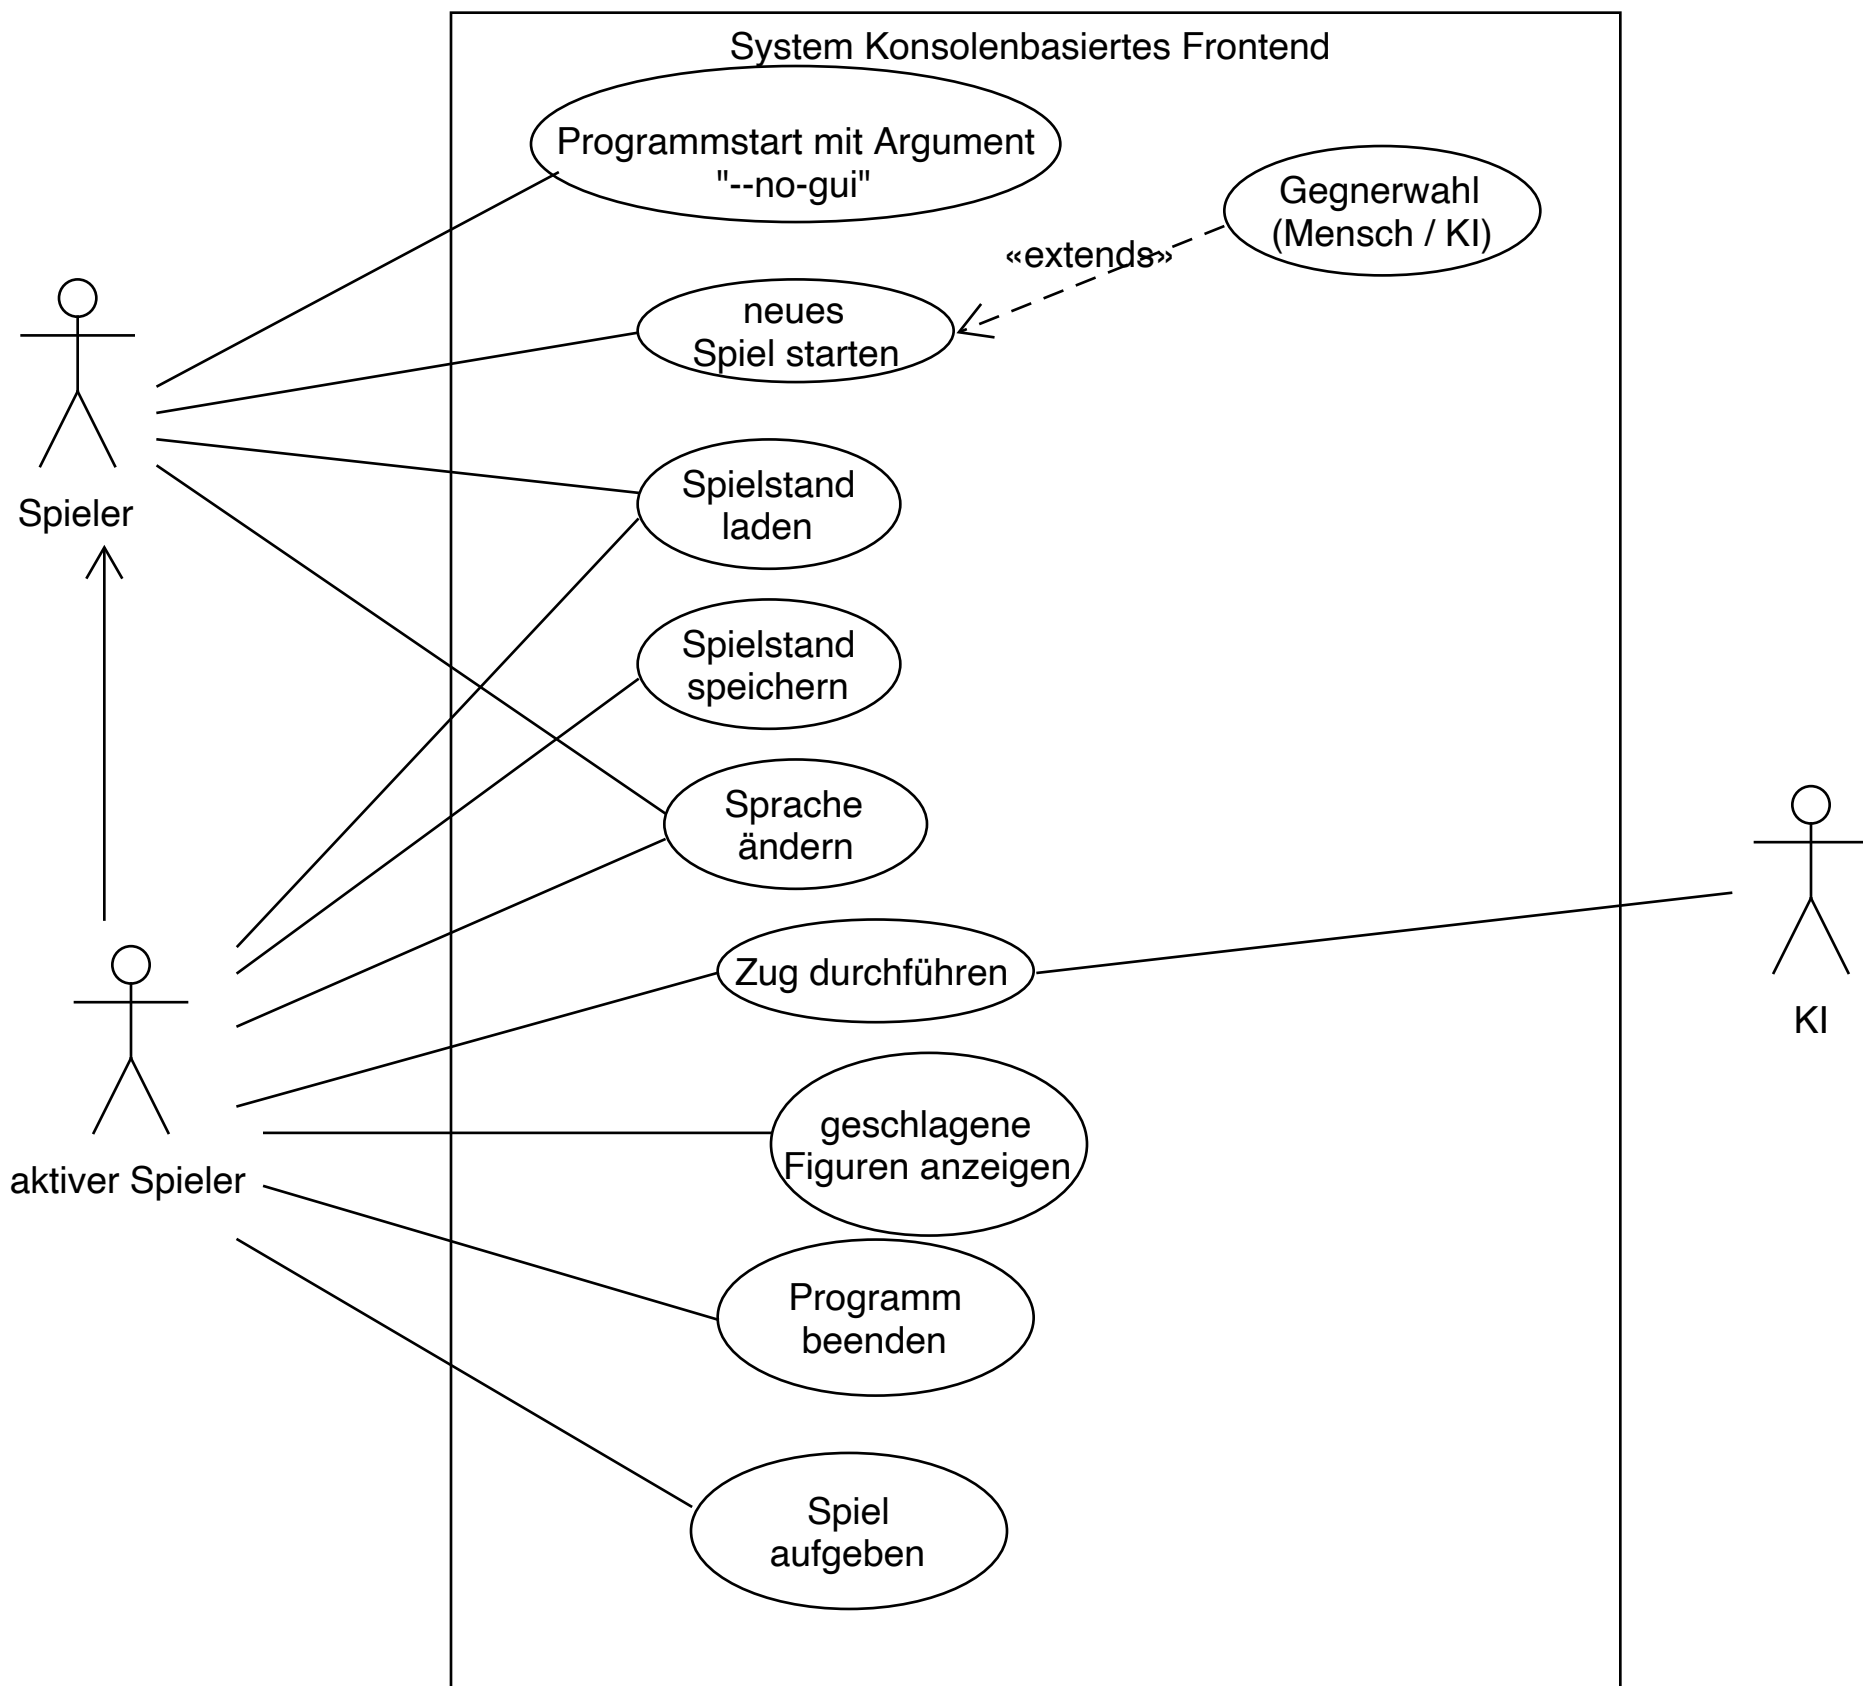 System Konsolenbasiertes Frontend
Programmstart mit Argument
"--no-gui"
Gegnerwahl
(Mensch / KI)
«extends»
neues
Spiel starten
Spielstand
laden
Spieler
Spielstand
speichern
Sprache
ändern
Zug durchführen
KI
geschlagene
Figuren anzeigen
aktiver Spieler
Programm
beenden
Spiel
aufgeben